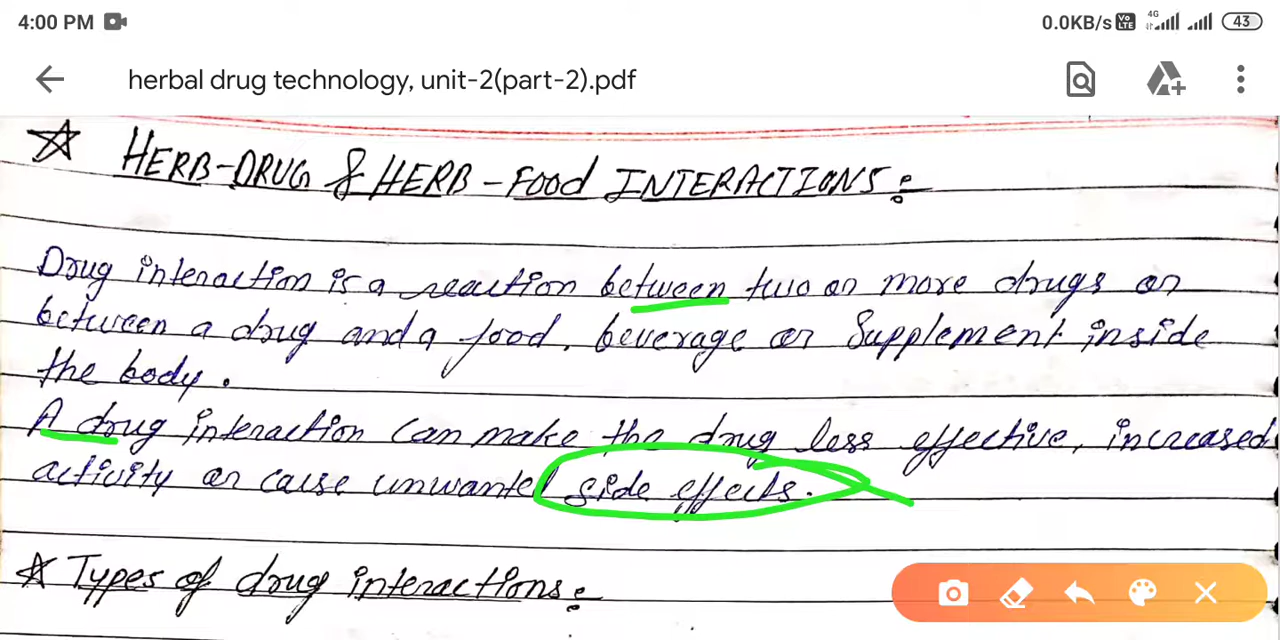 4:00 PM
0.0KB/s Vo LTE 4G 43
herbal drug technology, unit-2(part-2).pdf
HERB-DRUG & HERB-FOOD INTERACTIONS:
Drug interaction is a reaction between two or more drugs or
between a drug and a food, beverage or Supplement inside
the body.
A drug interaction can make the drug less effective, increased
activity or cause unwanted side effects.
Types of drug interactions: